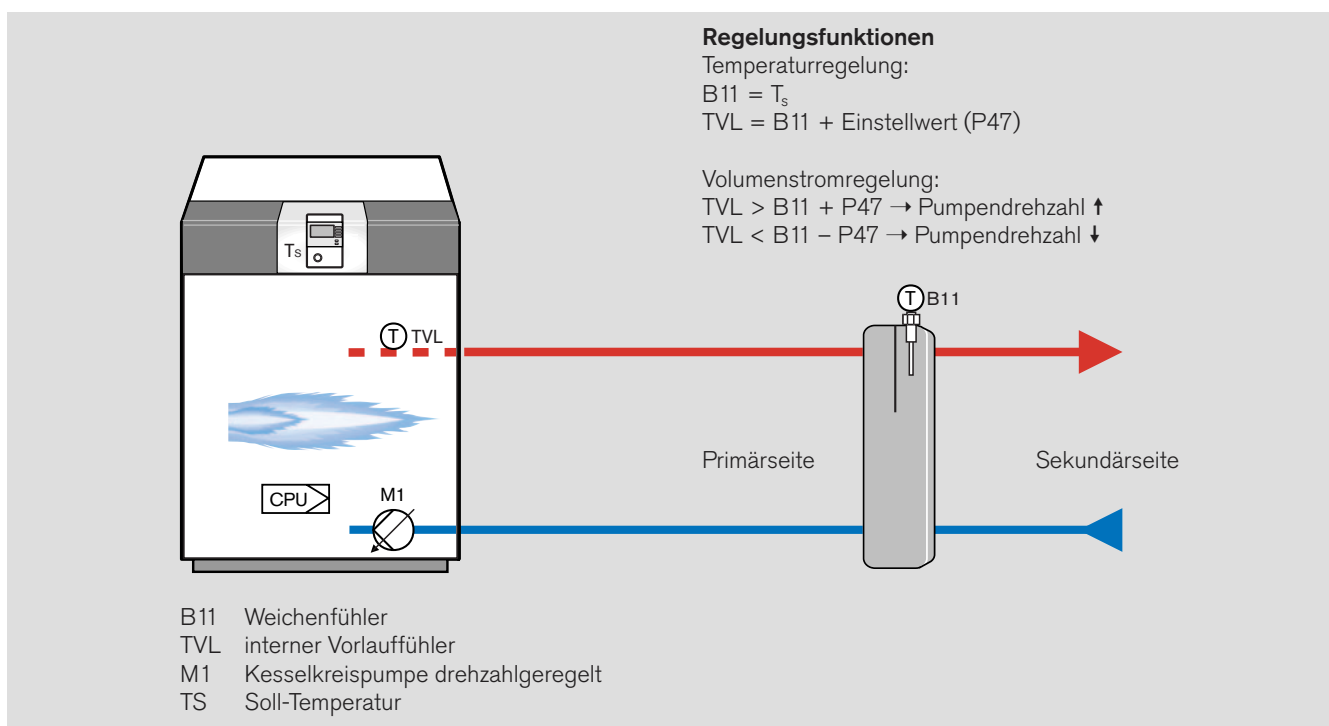 Regelungsfunktionen
Temperaturregelung:
B11 = Ts
TVL = B11 + Einstellwert (P47)
Volumenstromregelung:
TVL > B11 + P47 → Pumpendrehzahl ⬆
TVL < B11 – P47 → Pumpendrehzahl ⬇
Ts
T TVL
T B11
Primärseite
Sekundärseite
CPU
M1
B11 Weichenfühler
TVL interner Vorlauffühler
M1 Kesselkreispumpe drehzahlgeregelt
TS Soll-Temperatur